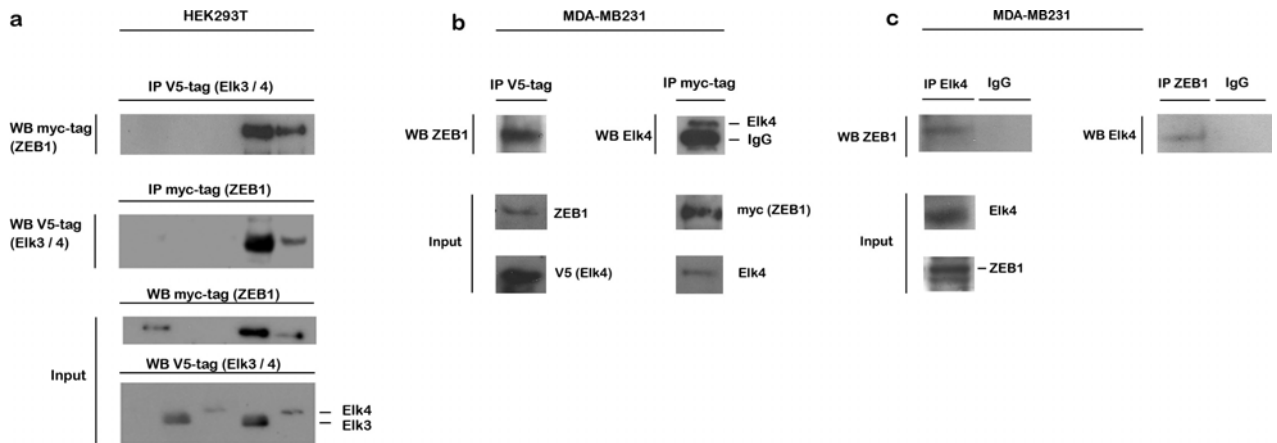 a
HEK293T
IP V5-tag (Elk3 / 4)
WB myc-tag
(ZEB1)
IP myc-tag (ZEB1)
WB V5-tag
(Elk3 / 4)
WB myc-tag (ZEB1)
WB V5-tag (Elk3 / 4)
Input
Elk4
Elk3
b
MDA-MB231
IP V5-tag
IP myc-tag
WB ZEB1
WB Elk4
Elk4
IgG
ZEB1
myc (ZEB1)
Input
V5 (Elk4)
Elk4
c
MDA-MB231
IP Elk4
IgG
IP ZEB1
IgG
WB ZEB1
WB Elk4
Elk4
Input
ZEB1